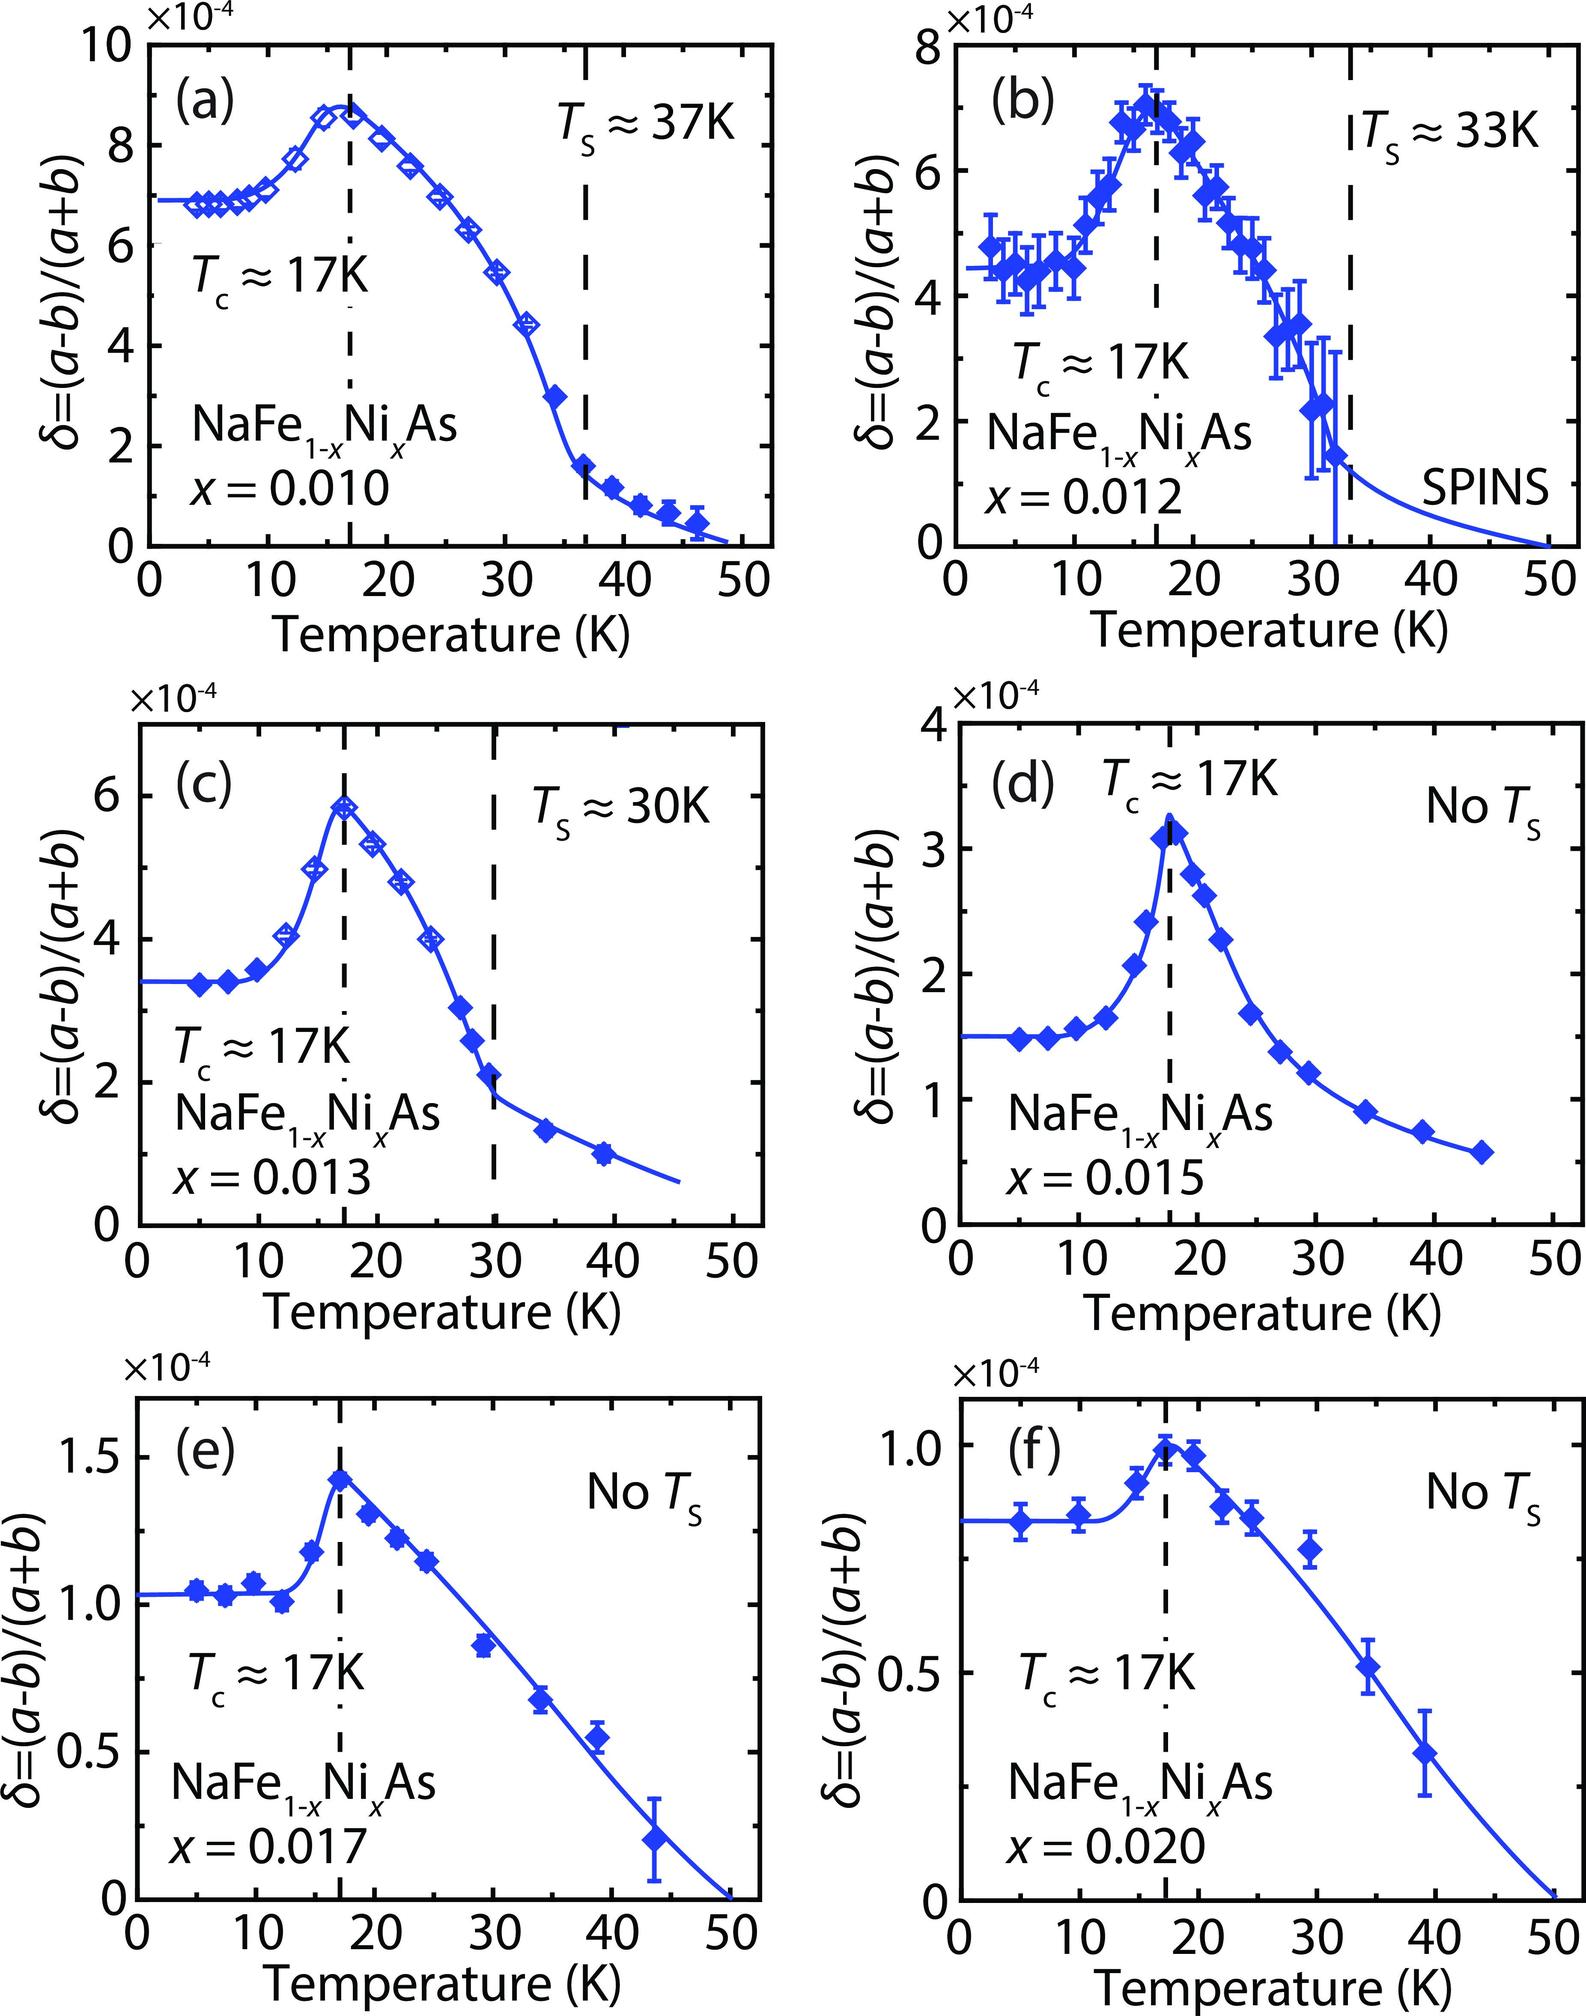 ×10⁻⁴
10
8
6
4
2
0
δ=(a-b)/(a+b)
(a)
T_S ≈ 37K
T_c ≈ 17K
NaFe₁₋ₓNiₓAs
x = 0.010
0 10 20 30 40 50
Temperature (K)
×10⁻⁴
8
6
4
2
0
δ=(a-b)/(a+b)
(b)
T_S ≈ 33K
T_c ≈ 17K
NaFe₁₋ₓNiₓAs
x = 0.012
SPINS
0 10 20 30 40 50
Temperature (K)
×10⁻⁴
6
4
2
0
δ=(a-b)/(a+b)
(c)
T_S ≈ 30K
T_c ≈ 17K
NaFe₁₋ₓNiₓAs
x = 0.013
0 10 20 30 40 50
Temperature (K)
×10⁻⁴
4
3
2
1
0
δ=(a-b)/(a+b)
(d)
T_c ≈ 17K
No T_S
NaFe₁₋ₓNiₓAs
x = 0.015
0 10 20 30 40 50
Temperature (K)
×10⁻⁴
1.5
1.0
0.5
0
δ=(a-b)/(a+b)
(e)
No T_S
T_c ≈ 17K
NaFe₁₋ₓNiₓAs
x = 0.017
0 10 20 30 40 50
Temperature (K)
×10⁻⁴
1.0
0.5
0
δ=(a-b)/(a+b)
(f)
No T_S
T_c ≈ 17K
NaFe₁₋ₓNiₓAs
x = 0.020
0 10 20 30 40 50
Temperature (K)